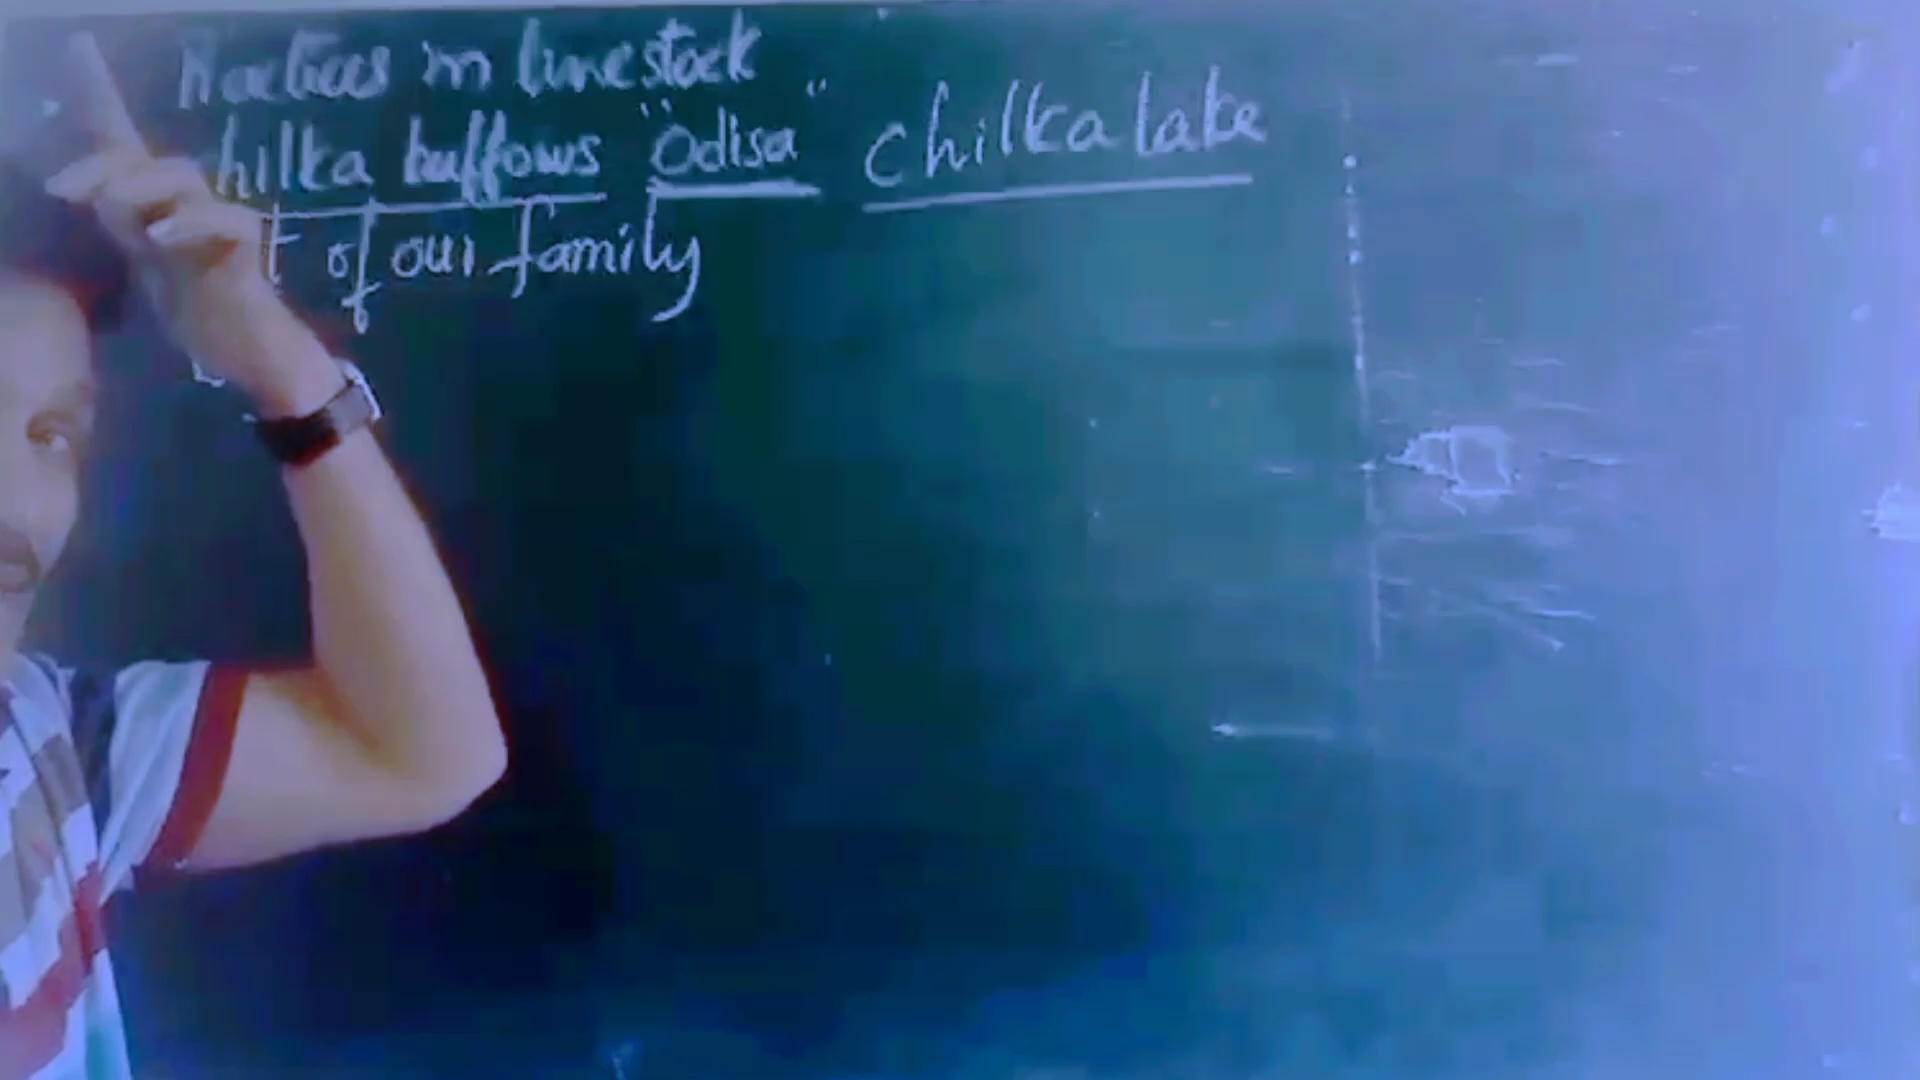 Practices in livestock
hilka buffows "Odisa" chilka lake
t of our family